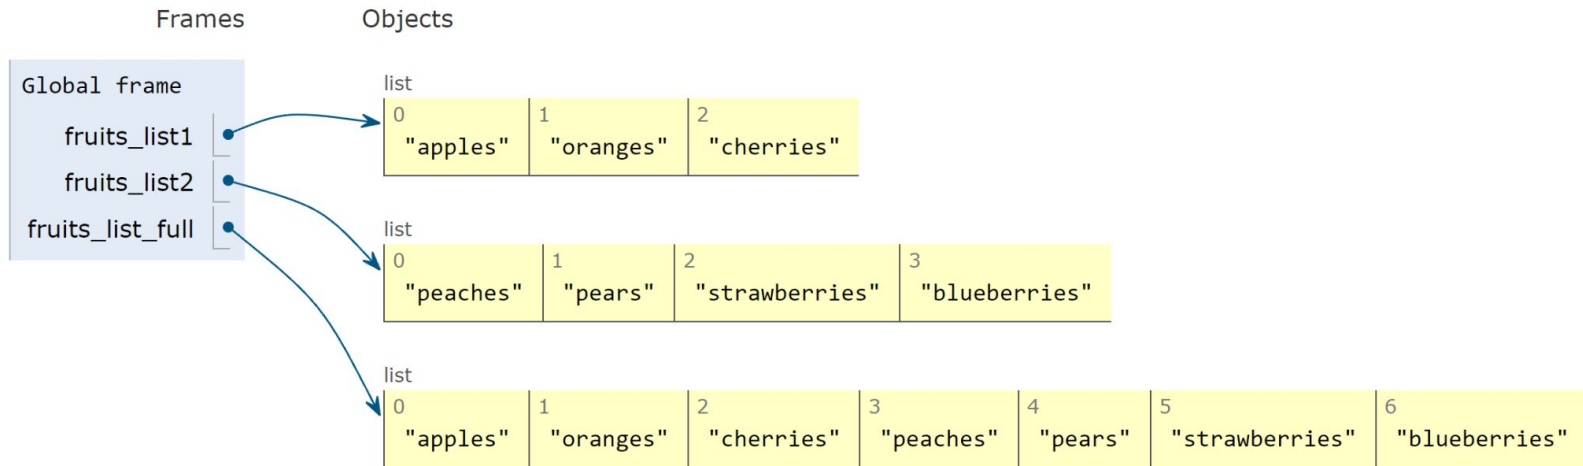 Frames Objects
Global frame
fruits_list1
fruits_list2
fruits_list_full
list
0 1 2
"apples" "oranges" "cherries"
list
0 1 2 3
"peaches" "pears" "strawberries" "blueberries"
list
0 1 2 3 4 5 6
"apples" "oranges" "cherries" "peaches" "pears" "strawberries" "blueberries"